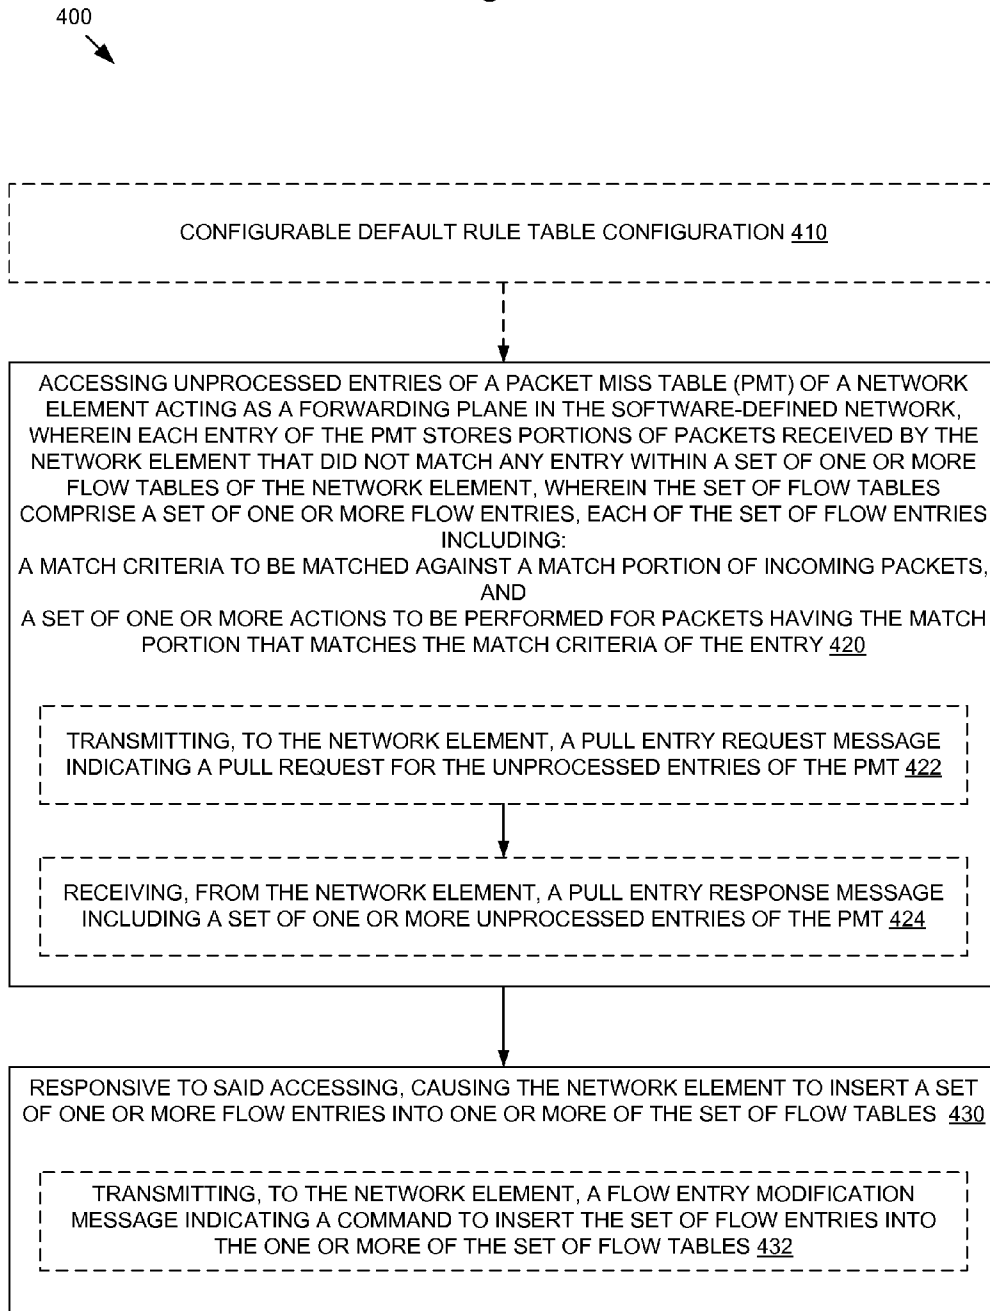 400
CONFIGURABLE DEFAULT RULE TABLE CONFIGURATION 410
ACCESSING UNPROCESSED ENTRIES OF A PACKET MISS TABLE (PMT) OF A NETWORK
ELEMENT ACTING AS A FORWARDING PLANE IN THE SOFTWARE-DEFINED NETWORK,
WHEREIN EACH ENTRY OF THE PMT STORES PORTIONS OF PACKETS RECEIVED BY THE
NETWORK ELEMENT THAT DID NOT MATCH ANY ENTRY WITHIN A SET OF ONE OR MORE
FLOW TABLES OF THE NETWORK ELEMENT, WHEREIN THE SET OF FLOW TABLES
COMPRISE A SET OF ONE OR MORE FLOW ENTRIES, EACH OF THE SET OF FLOW ENTRIES
INCLUDING:
A MATCH CRITERIA TO BE MATCHED AGAINST A MATCH PORTION OF INCOMING PACKETS,
AND
A SET OF ONE OR MORE ACTIONS TO BE PERFORMED FOR PACKETS HAVING THE MATCH
PORTION THAT MATCHES THE MATCH CRITERIA OF THE ENTRY 420
TRANSMITTING, TO THE NETWORK ELEMENT, A PULL ENTRY REQUEST MESSAGE
INDICATING A PULL REQUEST FOR THE UNPROCESSED ENTRIES OF THE PMT 422
RECEIVING, FROM THE NETWORK ELEMENT, A PULL ENTRY RESPONSE MESSAGE
INCLUDING A SET OF ONE OR MORE UNPROCESSED ENTRIES OF THE PMT 424
RESPONSIVE TO SAID ACCESSING, CAUSING THE NETWORK ELEMENT TO INSERT A SET
OF ONE OR MORE FLOW ENTRIES INTO ONE OR MORE OF THE SET OF FLOW TABLES 430
TRANSMITTING, TO THE NETWORK ELEMENT, A FLOW ENTRY MODIFICATION
MESSAGE INDICATING A COMMAND TO INSERT THE SET OF FLOW ENTRIES INTO
THE ONE OR MORE OF THE SET OF FLOW TABLES 432